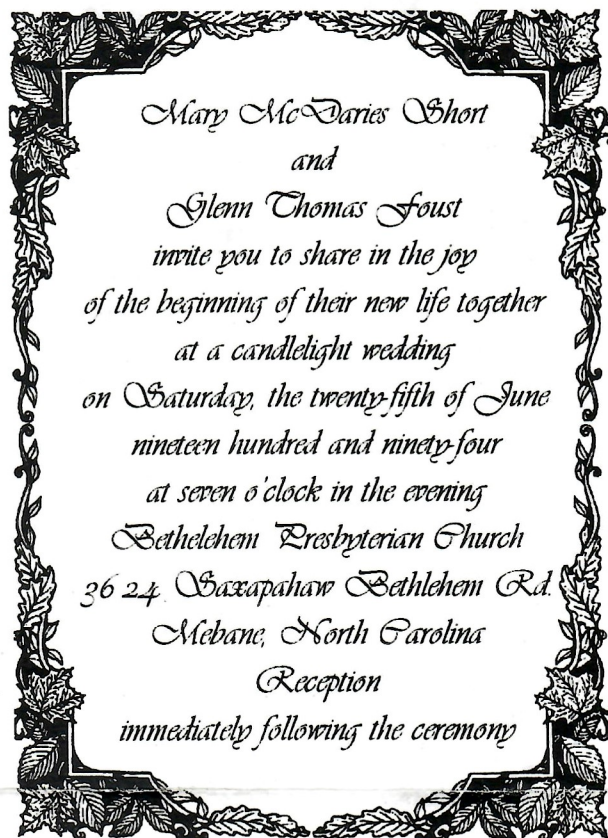 Mary McDaries Short
and
Glenn Thomas Foust
invite you to share in the joy
of the beginning of their new life together
at a candlelight wedding
on Saturday, the twenty-fifth of June
nineteen hundred and ninety-four
at seven o'clock in the evening
Bethelehem Presbyterian Church
3624 Saxapahaw Bethlehem Rd.
Mebane, North Carolina
Reception
immediately following the ceremony